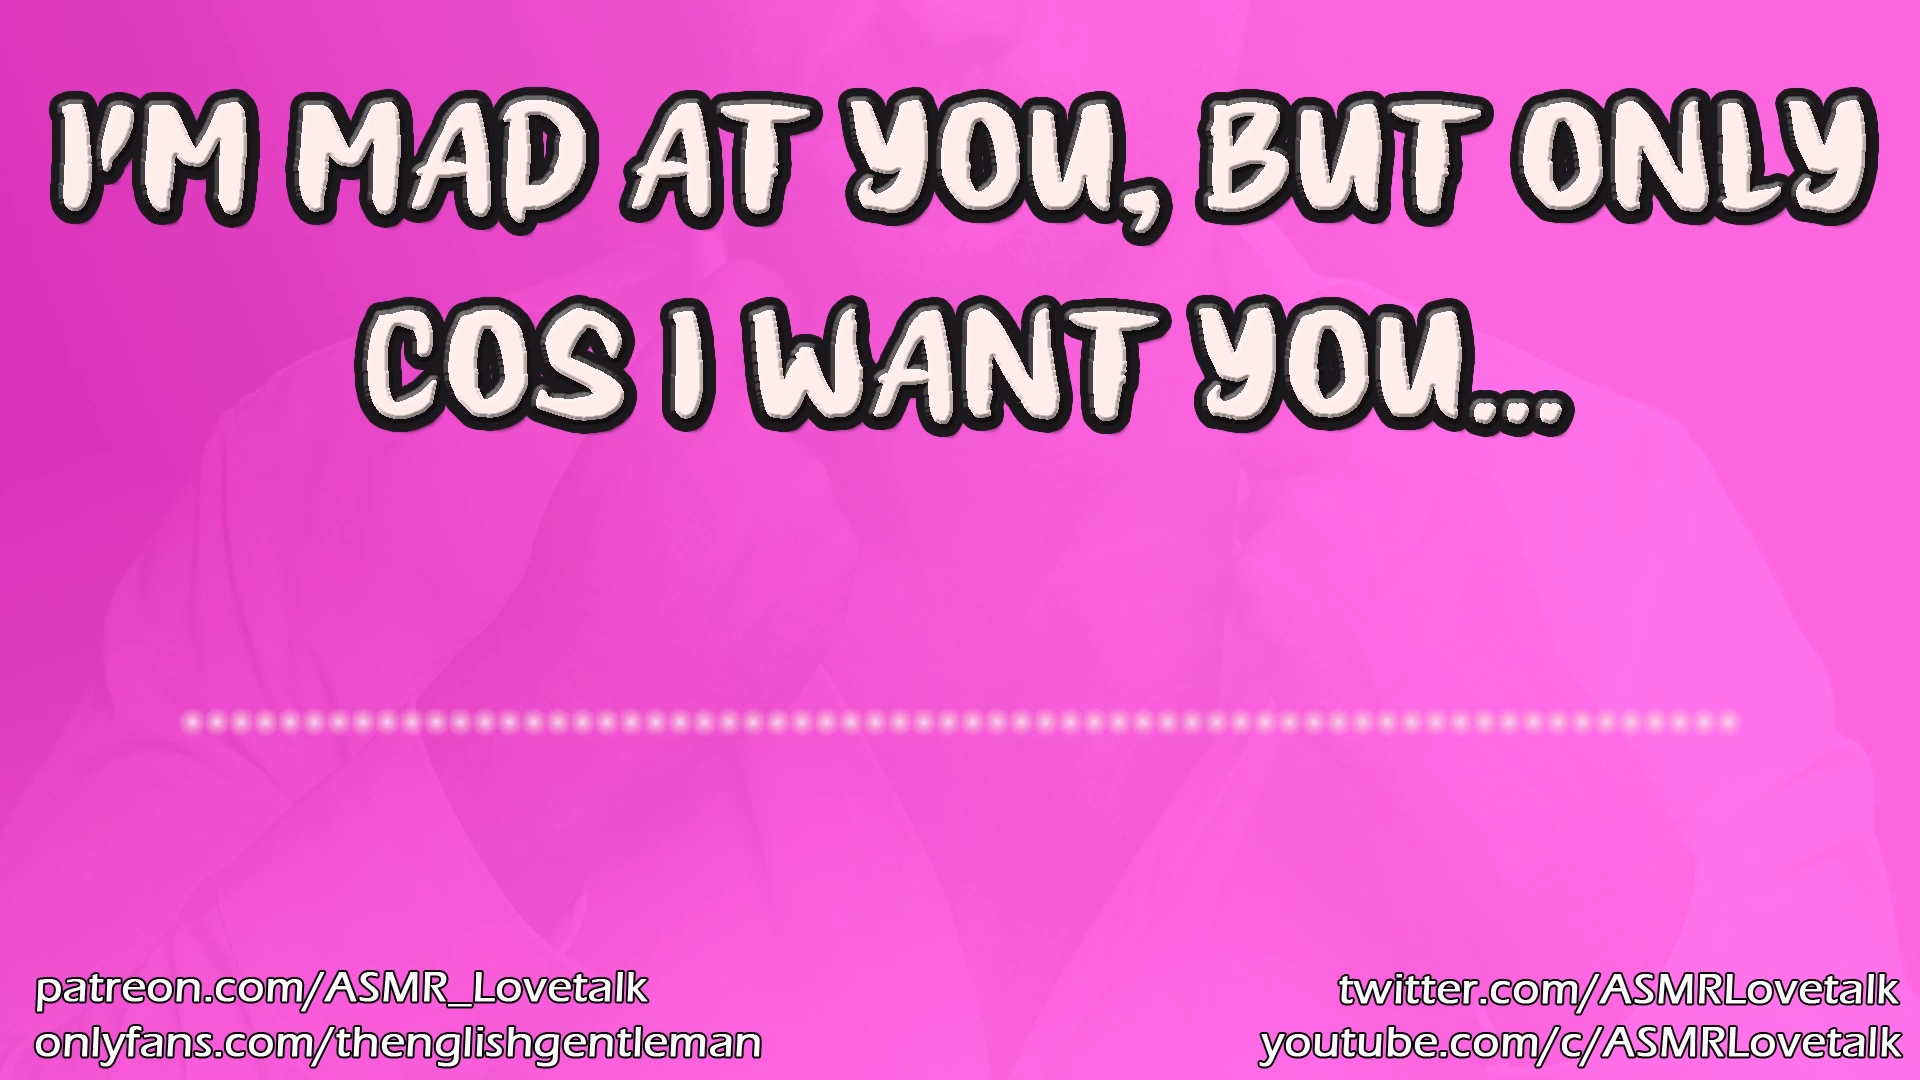 I'M MAD AT YOU, BUT ONLY
COS I WANT YOU...
patreon.com/ASMR_Lovetalk
onlyfans.com/thenglishgentleman
twitter.com/ASMRLovetalk
youtube.com/c/ASMRLovetalk